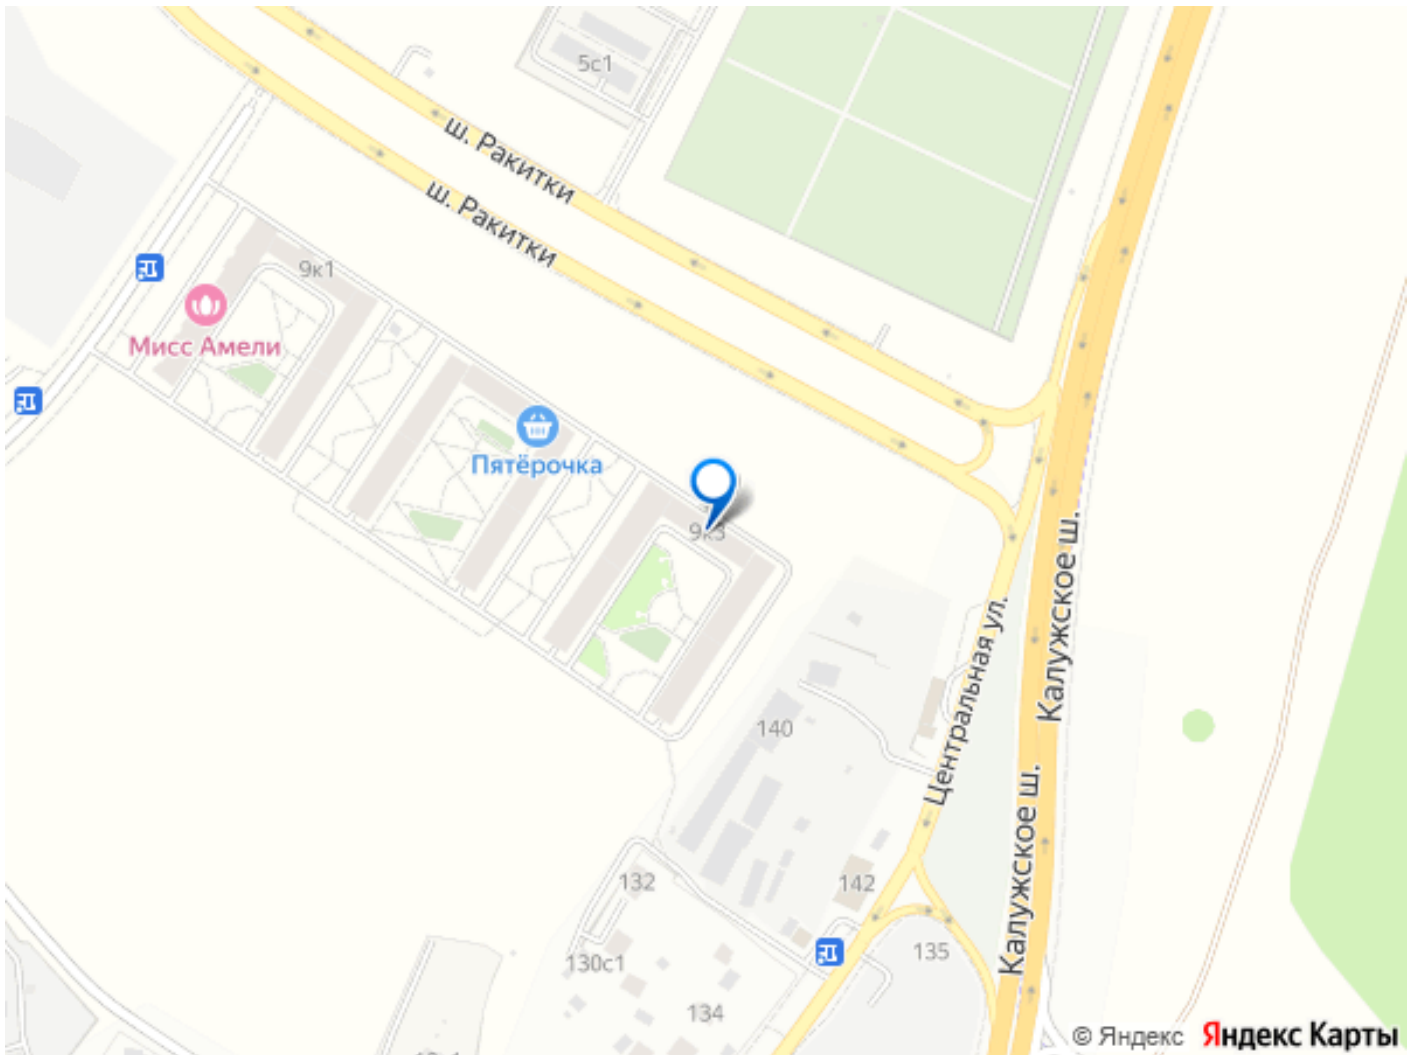 5с1
ш. Ракитки
ш. Ракитки
9к1
Мисс Амели
Пятёрочка
9к3
Калужское ш.
Центральная ул.
140
Калужское ш.
132
142
130с1
135
134
© Яндекс Яндекс Карты